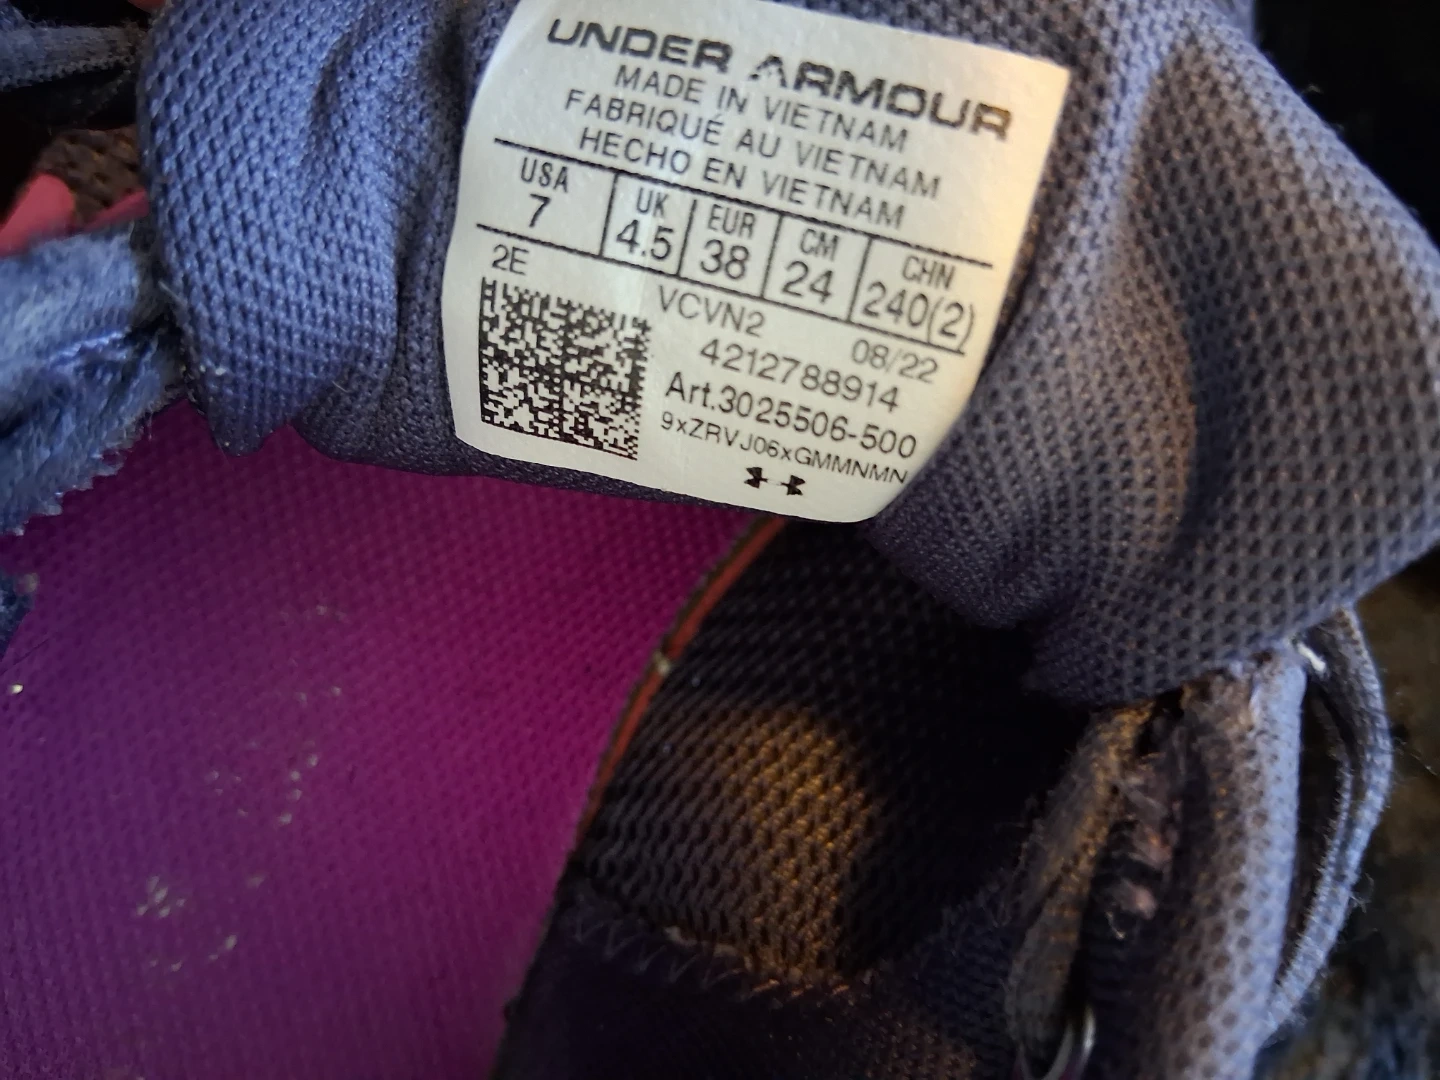 UNDER ARMOUR
MADE IN VIETNAM
FABRIQUÉ AU VIETNAM
HECHO EN VIETNAM
USA UK EUR CM CHN
7 4.5 38 24 240(2)
2E VCVN2 08/22
4212788914
Art.3025506-500
9xZRVJ06xGMMNMN